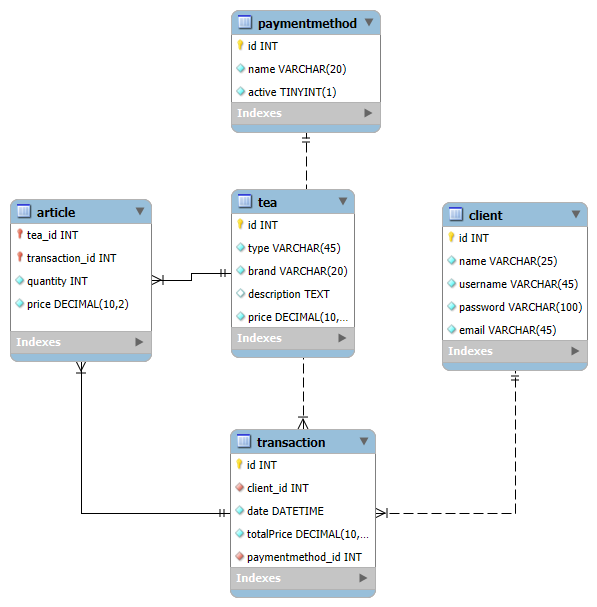 paymentmethod
id INT
name VARCHAR(20)
active TINYINT(1)
Indexes
article
tea_id INT
transaction_id INT
quantity INT
price DECIMAL(10,2)
Indexes
tea
id INT
type VARCHAR(45)
brand VARCHAR(20)
description TEXT
price DECIMAL(10,...
Indexes
client
id INT
name VARCHAR(25)
username VARCHAR(45)
password VARCHAR(100)
email VARCHAR(45)
Indexes
transaction
id INT
client_id INT
date DATETIME
totalPrice DECIMAL(10,...
paymentmethod_id INT
Indexes